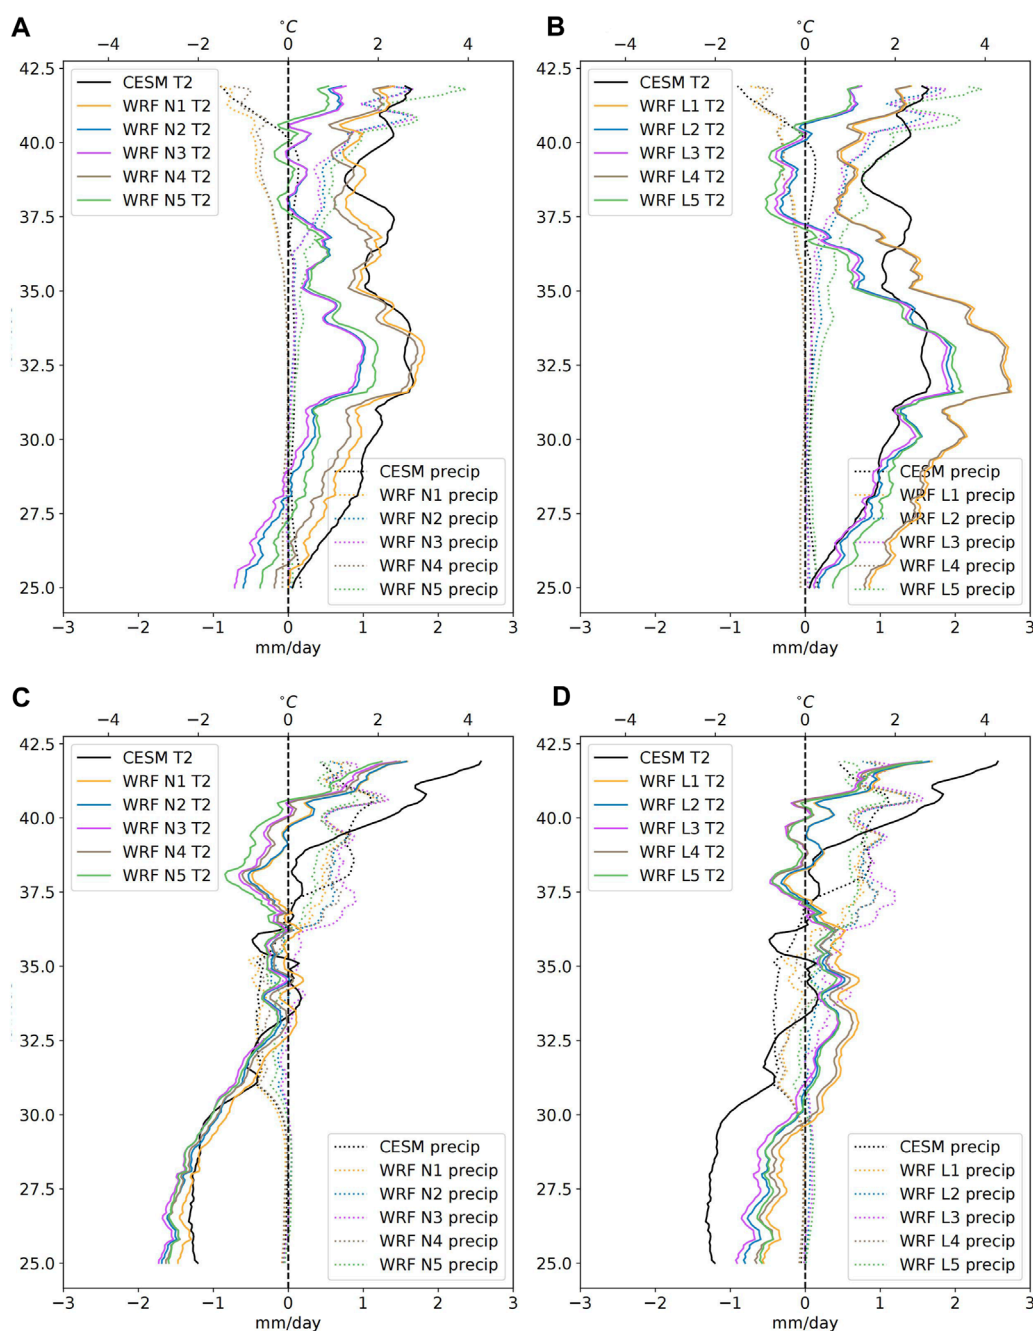 A
°C
−4 −2 0 2 4
42.5
40.0
37.5
35.0
32.5
30.0
27.5
25.0
CESM T2
WRF N1 T2
WRF N2 T2
WRF N3 T2
WRF N4 T2
WRF N5 T2
CESM precip
WRF N1 precip
WRF N2 precip
WRF N3 precip
WRF N4 precip
WRF N5 precip
−3 −2 −1 0 1 2 3
mm/day
B
°C
−4 −2 0 2 4
42.5
40.0
37.5
35.0
32.5
30.0
27.5
25.0
CESM T2
WRF L1 T2
WRF L2 T2
WRF L3 T2
WRF L4 T2
WRF L5 T2
CESM precip
WRF L1 precip
WRF L2 precip
WRF L3 precip
WRF L4 precip
WRF L5 precip
−3 −2 −1 0 1 2 3
mm/day
C
°C
−4 −2 0 2 4
42.5
40.0
37.5
35.0
32.5
30.0
27.5
25.0
CESM T2
WRF N1 T2
WRF N2 T2
WRF N3 T2
WRF N4 T2
WRF N5 T2
CESM precip
WRF N1 precip
WRF N2 precip
WRF N3 precip
WRF N4 precip
WRF N5 precip
−3 −2 −1 0 1 2 3
mm/day
D
°C
−4 −2 0 2 4
42.5
40.0
37.5
35.0
32.5
30.0
27.5
25.0
CESM T2
WRF L1 T2
WRF L2 T2
WRF L3 T2
WRF L4 T2
WRF L5 T2
CESM precip
WRF L1 precip
WRF L2 precip
WRF L3 precip
WRF L4 precip
WRF L5 precip
−3 −2 −1 0 1 2 3
mm/day